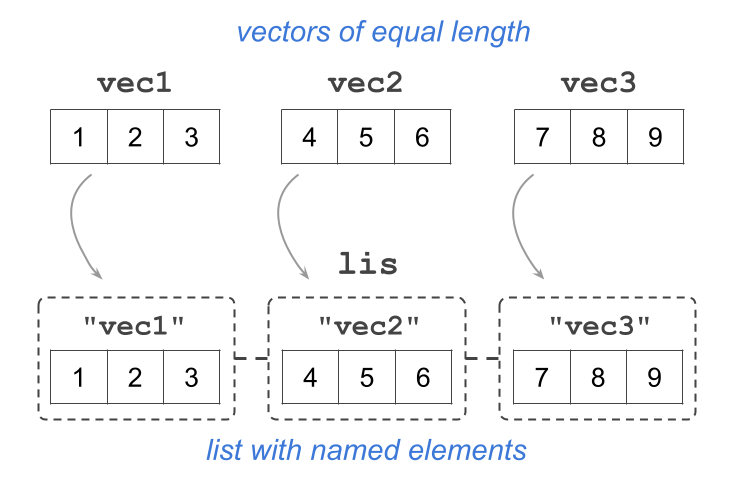 vectors of equal length
vec1 vec2 vec3
1 2 3 4 5 6 7 8 9
lis
"vec1" "vec2" "vec3"
1 2 3 4 5 6 7 8 9
list with named elements